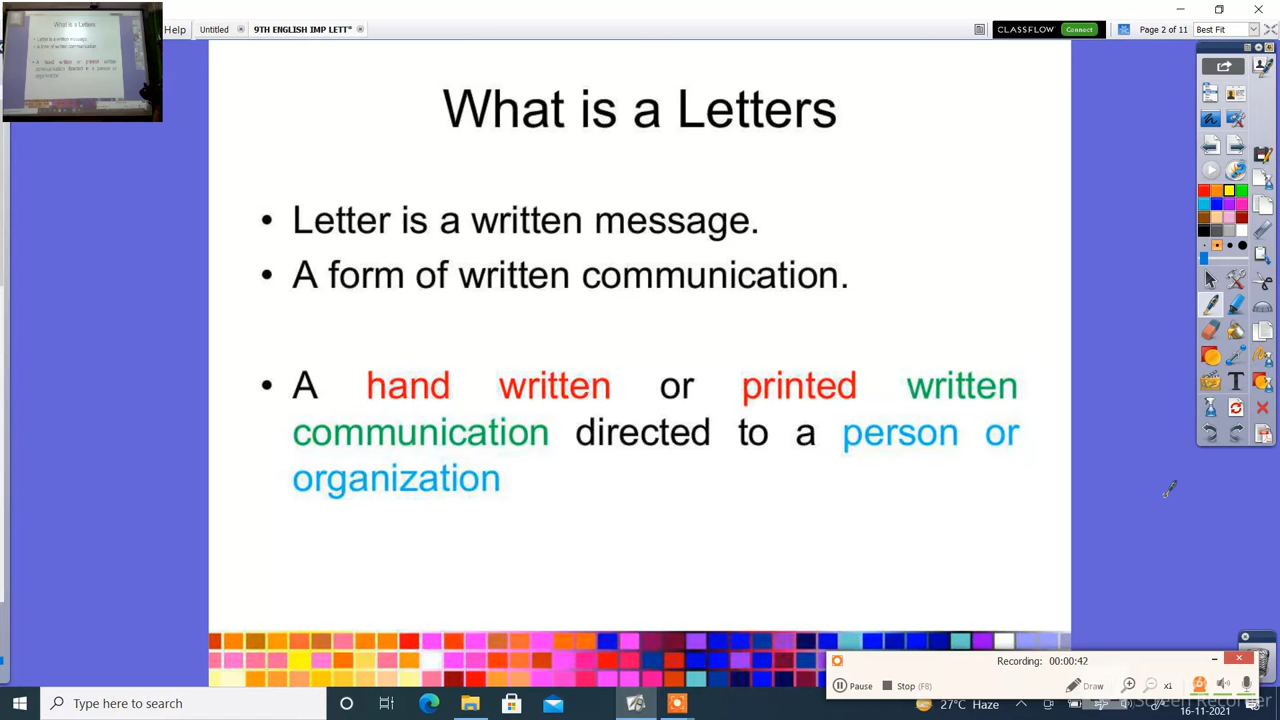 Help
Untitled
9TH ENGLISH IMP LETT*
CLASSFLOW
Connect
Page 2 of 11
Best Fit
What is a Letters
• Letter is a written message.
• A form of written communication.
• A hand written or printed written
communication directed to a person or
organization
Recording: 00:00:42
Pause
Stop (F8)
Draw
x1
Type here to search
27°C Haze
16-11-2021
Screen Recorder